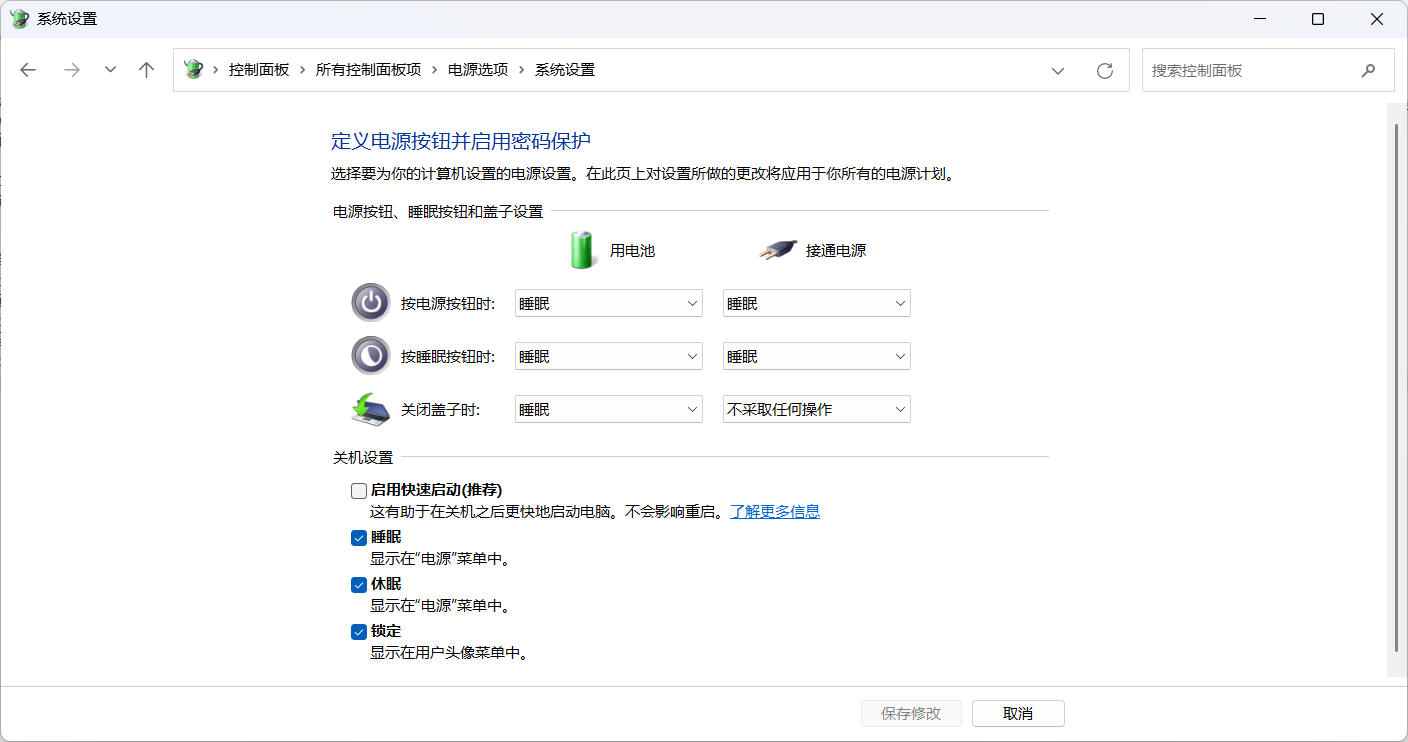 系统设置
控制面板 › 所有控制面板项 › 电源选项 › 系统设置
搜索控制面板
定义电源按钮并启用密码保护
选择要为你的计算机设置的电源设置。在此页上对设置所做的更改将应用于你所有的电源计划。
电源按钮、睡眠按钮和盖子设置
用电池 接通电源
按电源按钮时: 睡眠 睡眠
按睡眠按钮时: 睡眠 睡眠
关闭盖子时: 睡眠 不采取任何操作
关机设置
启用快速启动(推荐)
这有助于在关机之后更快地启动电脑。不会影响重启。了解更多信息
睡眠
显示在“电源”菜单中。
休眠
显示在“电源”菜单中。
锁定
显示在用户头像菜单中。
保存修改 取消